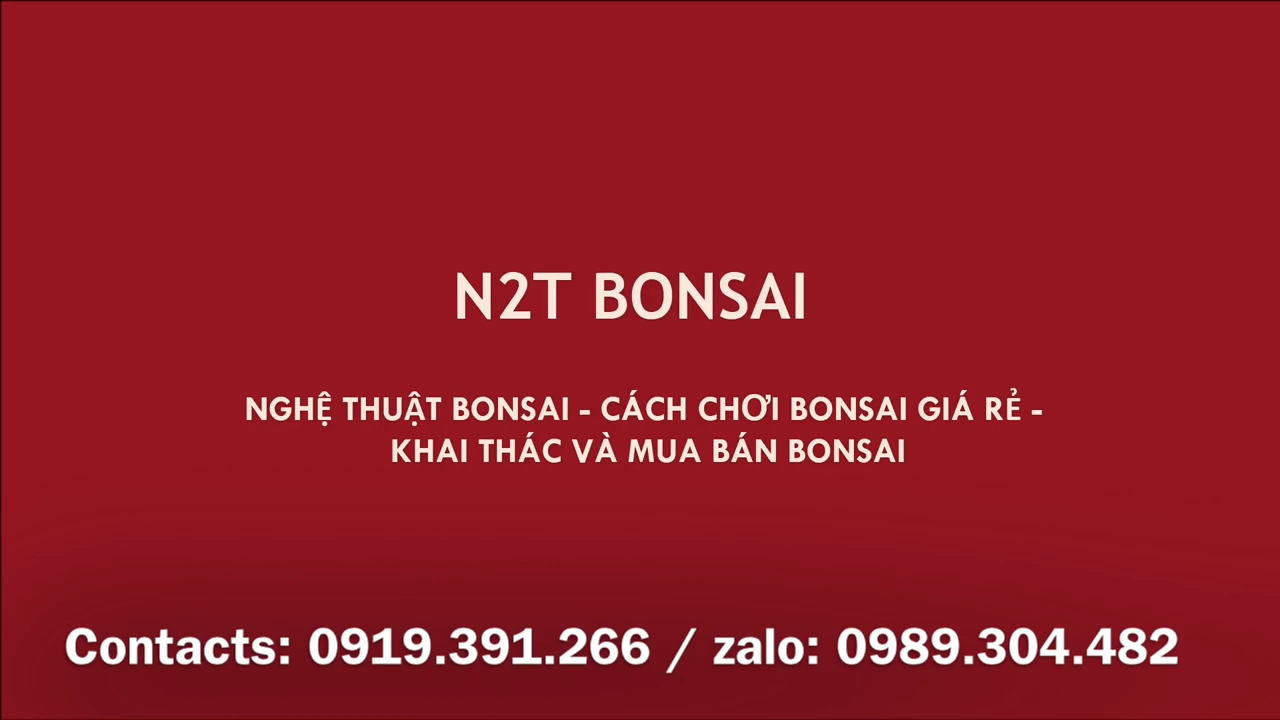 N2T BONSAI
NGHỆ THUẬT BONSAI - CÁCH CHƠI BONSAI GIÁ RẺ -
KHAI THÁC VÀ MUA BÁN BONSAI
Contacts: 0919.391.266 / zalo: 0989.304.482